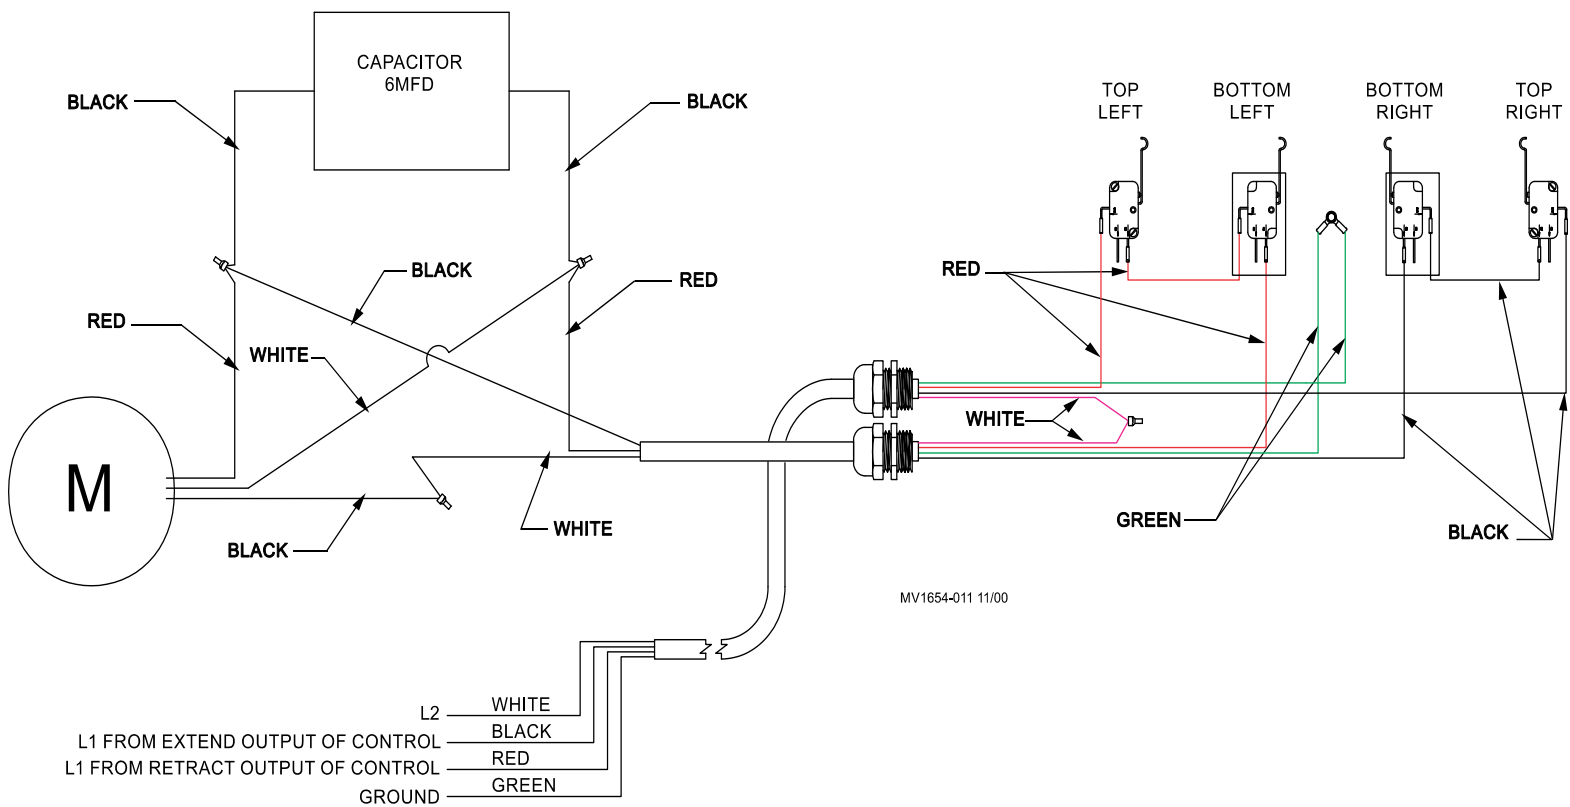 CAPACITOR
6MFD
BLACK
BLACK
TOP
LEFT
BOTTOM
LEFT
BOTTOM
RIGHT
TOP
RIGHT
BLACK
RED
RED
RED
WHITE
WHITE
M
WHITE
BLACK
GREEN
BLACK
MV1654-011 11/00
L2
WHITE
L1 FROM EXTEND OUTPUT OF CONTROL
BLACK
L1 FROM RETRACT OUTPUT OF CONTROL
RED
GROUND
GREEN